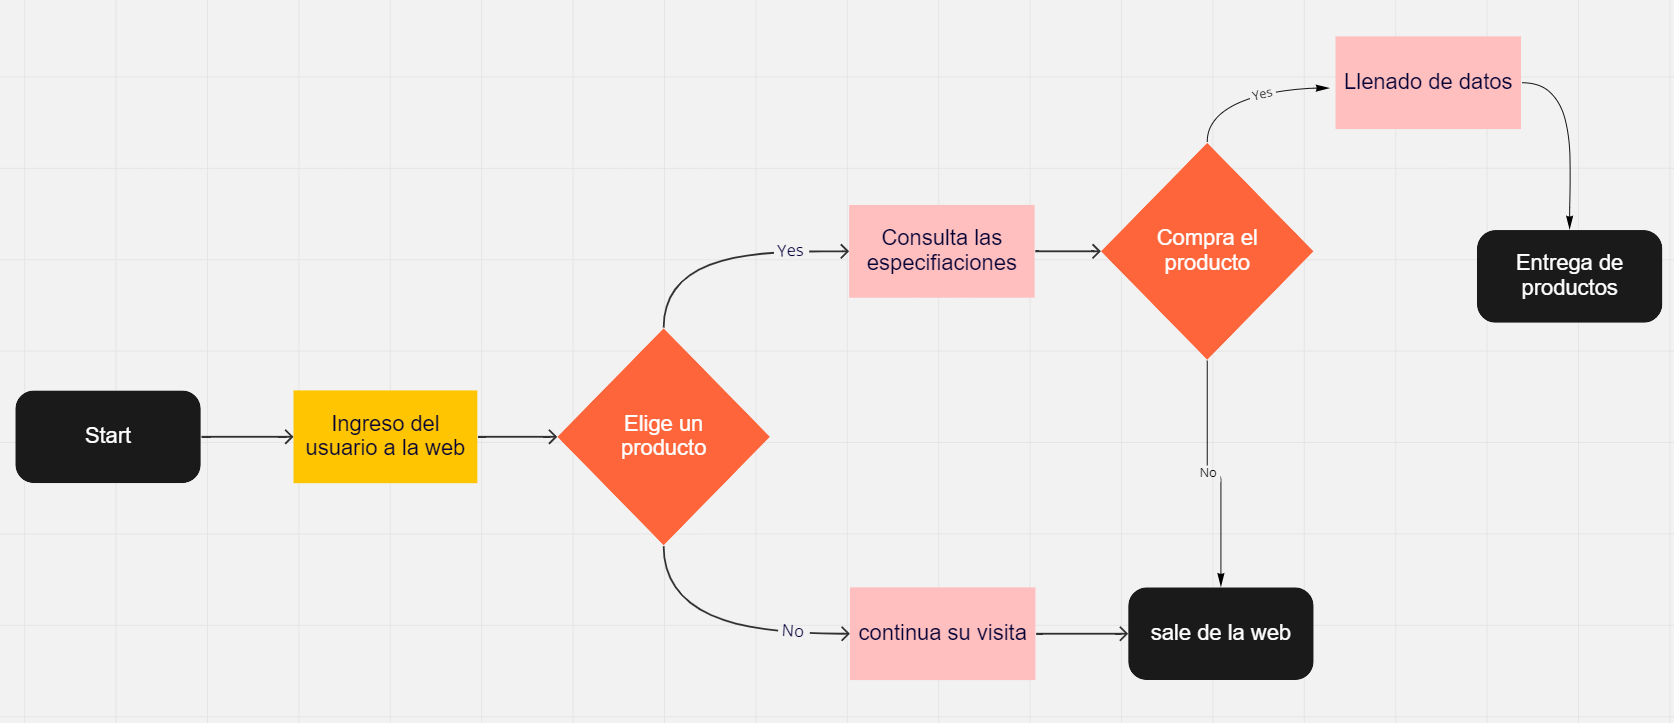 Start
Ingreso del
usuario a la web
Elige un
producto
Yes
Consulta las
especifiaciones
Compra el
producto
Yes
Llenado de datos
Entrega de
productos
No
No
continua su visita
sale de la web